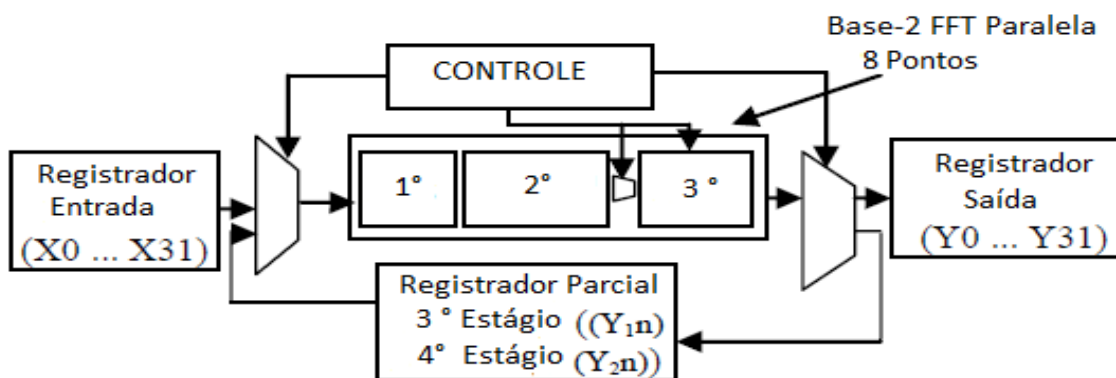 Base-2 FFT Paralela
8 Pontos
CONTROLE
Registrador
Entrada
(X0 ... X31)
1°
2°
3 °
Registrador
Saída
(Y0 ... Y31)
Registrador Parcial
3 ° Estágio ((Y₁n)
4° Estágio (Y₂n))